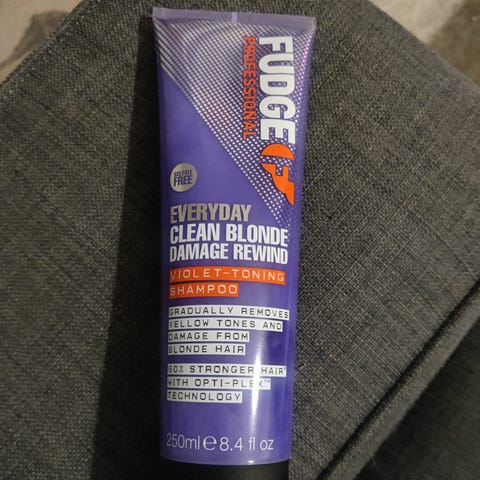 FUDGE
PROFESSIONAL
SULFATE
FREE
EVERYDAY
CLEAN BLONDE
DAMAGE REWIND
VIOLET-TONING
SHAMPOO
GRADUALLY REMOVES
YELLOW TONES AND
DAMAGE FROM
BLONDE HAIR
90% STRONGER HAIR*
WITH OPTI-PLEX™
TECHNOLOGY
250ml e 8.4 fl oz